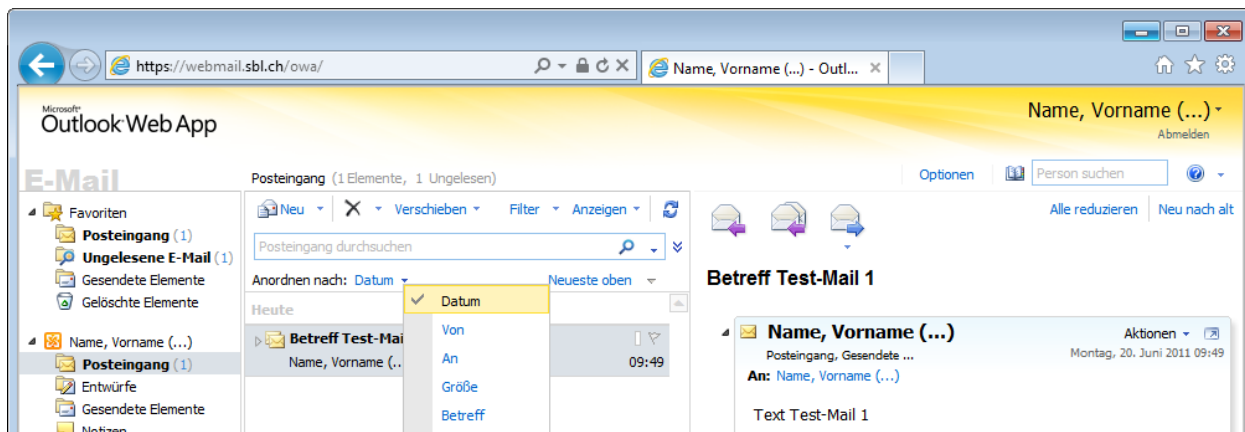 https://webmail.sbl.ch/owa/
Name, Vorname (...) - Outl...
Microsoft
Outlook Web App
Name, Vorname (...)
Abmelden
E-Mail
Posteingang (1 Elemente, 1 Ungelesen)
Optionen
Person suchen
Favoriten
Posteingang (1)
Ungelesene E-Mail (1)
Gesendete Elemente
Gelöschte Elemente
Name, Vorname (...)
Posteingang (1)
Entwürfe
Gesendete Elemente
Notizen
Neu Verschieben Filter Anzeigen
Posteingang durchsuchen
Anordnen nach: Datum Neueste oben
Heute
Betreff Test-Mai
Name, Vorname (.. 09:49
Datum
Von
An
Größe
Betreff
Alle reduzieren Neu nach alt
Betreff Test-Mail 1
Name, Vorname (...) Aktionen
Posteingang, Gesendete ... Montag, 20. Juni 2011 09:49
An: Name, Vorname (...)
Text Test-Mail 1